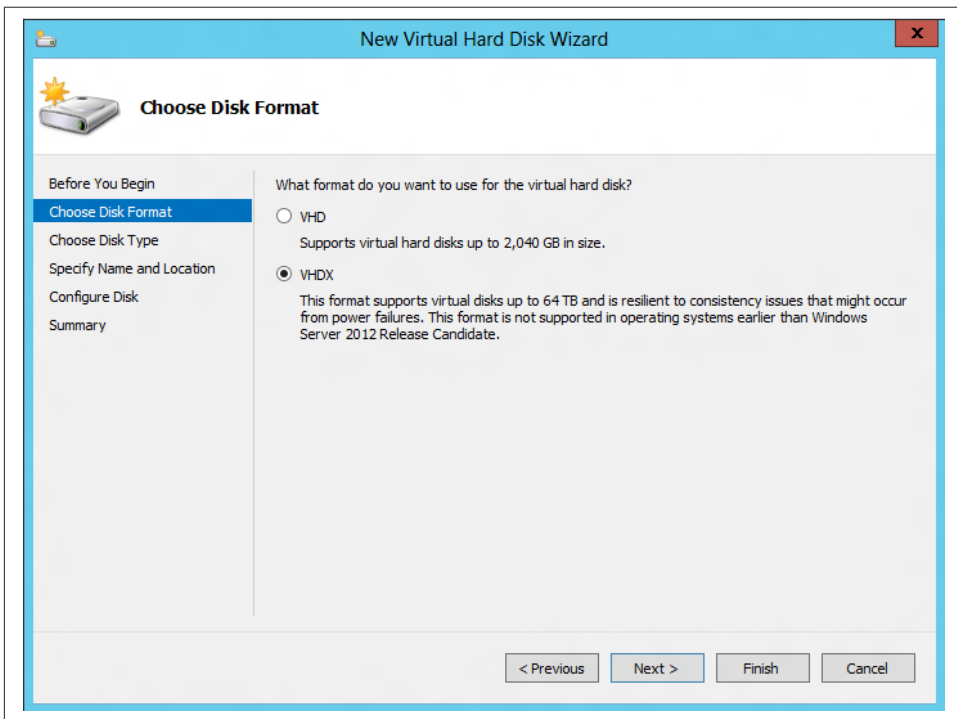 New Virtual Hard Disk Wizard
x
Choose Disk Format
Before You Begin
Choose Disk Format
Choose Disk Type
Specify Name and Location
Configure Disk
Summary
What format do you want to use for the virtual hard disk?
VHD
Supports virtual hard disks up to 2,040 GB in size.
VHDX
This format supports virtual disks up to 64 TB and is resilient to consistency issues that might occur
from power failures. This format is not supported in operating systems earlier than Windows
Server 2012 Release Candidate.
< Previous
Next >
Finish
Cancel